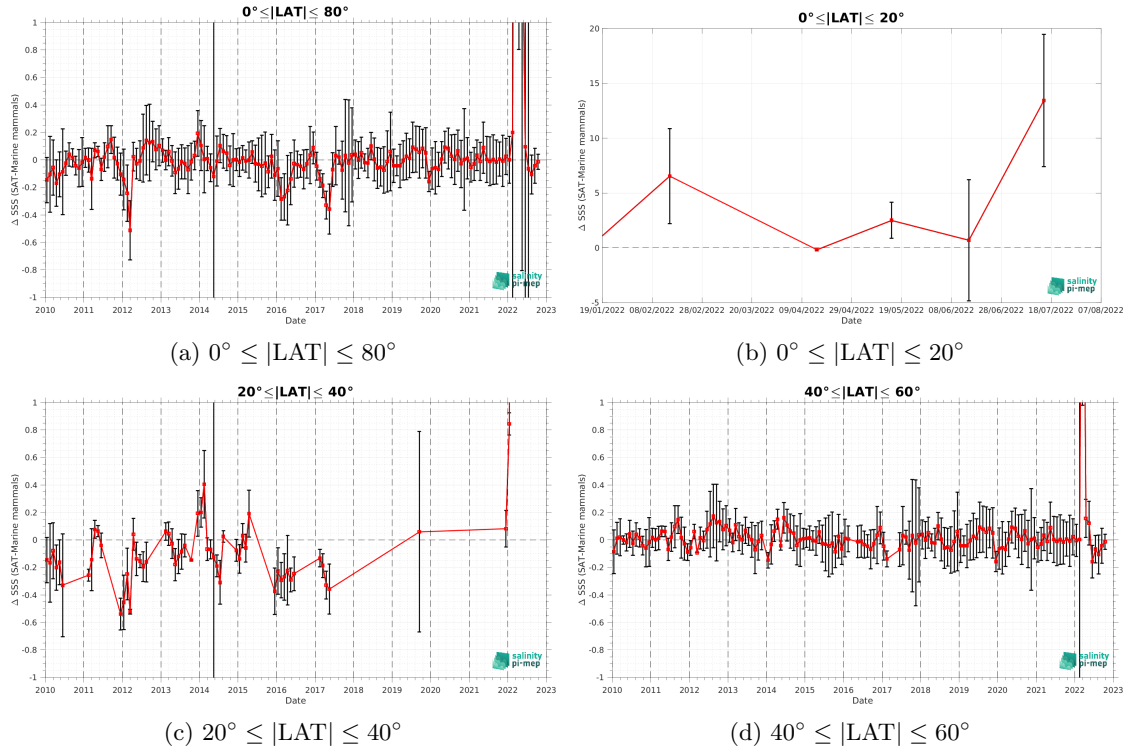 0°≤|LAT|≤ 80°
1
0.8
0.6
0.4
0.2
0
-0.2
-0.4
-0.6
-0.8
-1
Δ SSS (SAT-Marine mammals)
2010 2011 2012 2013 2014 2015 2016 2017 2018 2019 2020 2021 2022 2023
Date
salinity
pi-mep
(a) 0° ≤ |LAT| ≤ 80°
0°≤|LAT|≤ 20°
20
15
10
5
0
-5
Δ SSS (SAT-Marine mammals)
19/01/2022 08/02/2022 28/02/2022 20/03/2022 09/04/2022 29/04/2022 19/05/2022 08/06/2022 28/06/2022 18/07/2022 07/08/2022
Date
salinity
pi-mep
(b) 0° ≤ |LAT| ≤ 20°
20°≤|LAT|≤ 40°
1
0.8
0.6
0.4
0.2
0
-0.2
-0.4
-0.6
-0.8
-1
Δ SSS (SAT-Marine mammals)
2010 2011 2012 2013 2014 2015 2016 2017 2018 2019 2020 2021 2022 2023
Date
salinity
pi-mep
(c) 20° ≤ |LAT| ≤ 40°
40°≤|LAT|≤ 60°
1
0.8
0.6
0.4
0.2
0
-0.2
-0.4
-0.6
-0.8
-1
Δ SSS (SAT-Marine mammals)
2010 2011 2012 2013 2014 2015 2016 2017 2018 2019 2020 2021 2022 2023
Date
salinity
pi-mep
(d) 40° ≤ |LAT| ≤ 60°